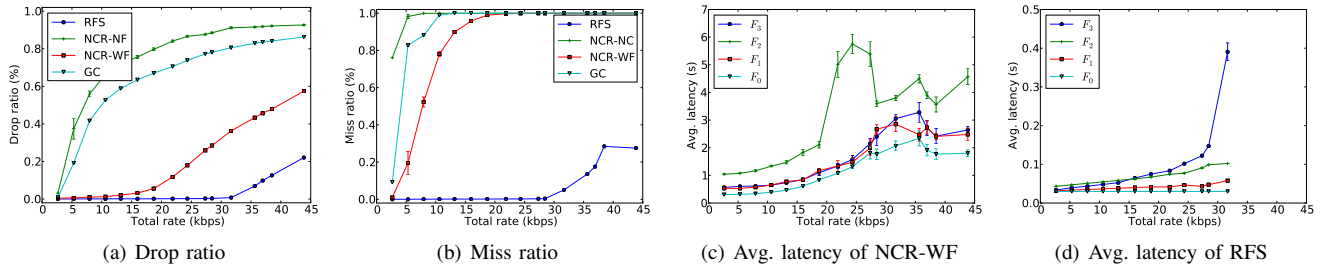 Drop ratio (%)
1.0
0.8
0.6
0.4
0.2
0.0
RFS
NCR-NF
NCR-WF
GC
0 5 10 15 20 25 30 35 40 45
Total rate (kbps)
(a) Drop ratio
Miss ratio (%)
1.0
0.8
0.6
0.4
0.2
0.0
RFS
NCR-NC
NCR-WF
GC
0 5 10 15 20 25 30 35 40 45
Total rate (kbps)
(b) Miss ratio
Avg. latency (s)
7
6
5
4
3
2
1
0
F3
F2
F1
F0
0 5 10 15 20 25 30 35 40 45
Total rate (kbps)
(c) Avg. latency of NCR-WF
Avg. latency (s)
0.5
0.4
0.3
0.2
0.1
0.0
F3
F2
F1
F0
0 5 10 15 20 25 30 35 40 45
Total rate (kbps)
(d) Avg. latency of RFS